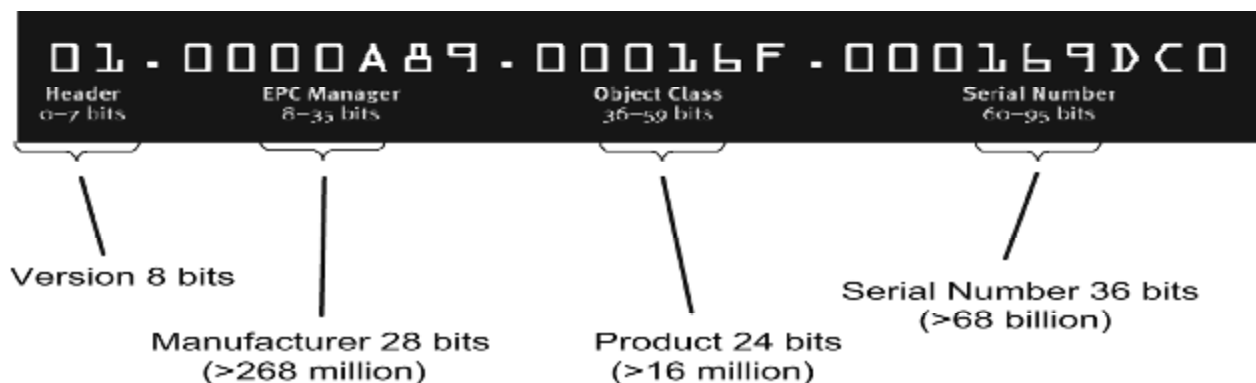 01.0000A89.00016F.000169DC0
Header EPC Manager Object Class Serial Number
0-7 bits 8-35 bits 36-59 bits 60-95 bits
Version 8 bits
Serial Number 36 bits
(>68 billion)
Manufacturer 28 bits
(>268 million)
Product 24 bits
(>16 million)